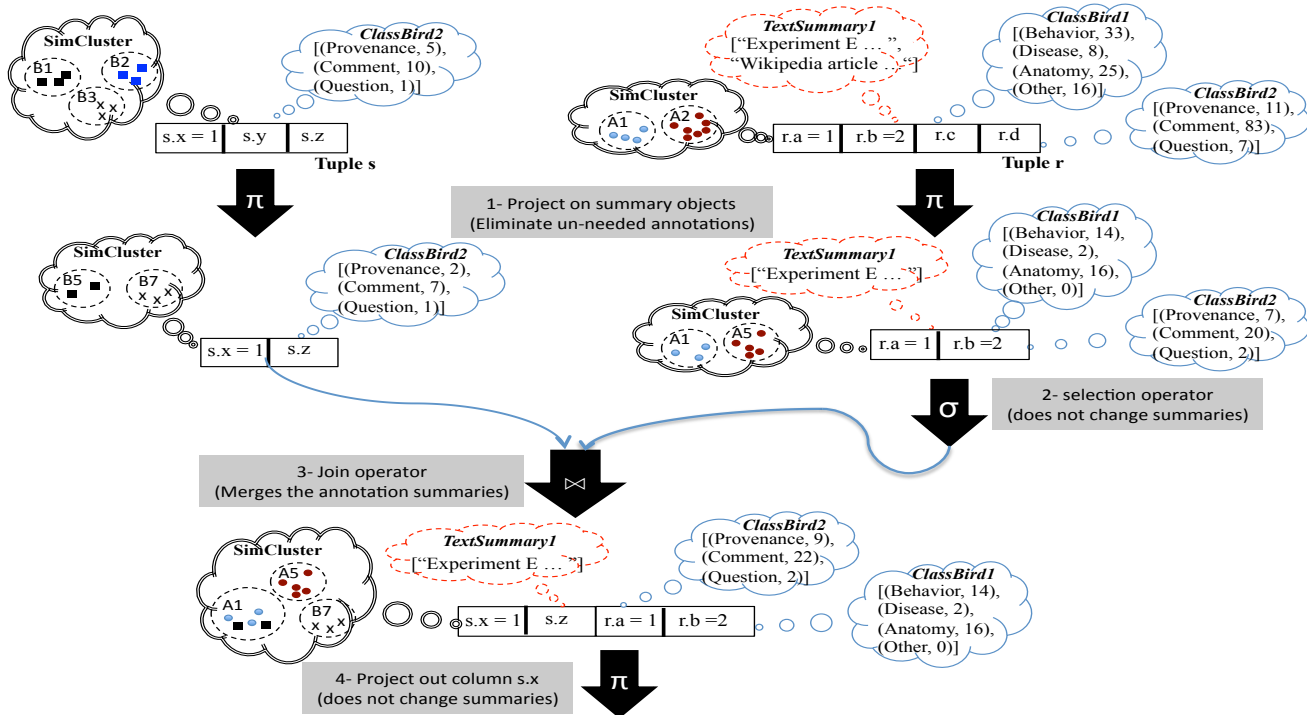 SimCluster
B1
B2
B3
ClassBird2
[(Provenance, 5),
(Comment, 10),
(Question, 1)]
s.x = 1
s.y
s.z
Tuple s
TextSummary1
[“Experiment E … ”,
“Wikipedia article … “]
ClassBird1
[(Behavior, 33),
(Disease, 8),
(Anatomy, 25),
(Other, 16)]
SimCluster
A1
A2
ClassBird2
[(Provenance, 11),
(Comment, 83),
(Question, 7)]
r.a = 1
r.b =2
r.c
r.d
Tuple r
π
1- Project on summary objects
(Eliminate un-needed annotations)
π
SimCluster
B5
B7
x x x
ClassBird2
[(Provenance, 2),
(Comment, 7),
(Question, 1)]
s.x = 1
s.z
TextSummary1
[“Experiment E … ”]
ClassBird1
[(Behavior, 14),
(Disease, 2),
(Anatomy, 16),
(Other, 0)]
SimCluster
A1
A5
ClassBird2
[(Provenance, 7),
(Comment, 20),
(Question, 2)]
r.a = 1
r.b =2
σ
2- selection operator
(does not change summaries)
3- Join operator
(Merges the annotation summaries)
⋈
SimCluster
A5
A1
B7
x x x
TextSummary1
[“Experiment E … ”]
ClassBird2
[(Provenance, 9),
(Comment, 22),
(Question, 2)]
ClassBird1
[(Behavior, 14),
(Disease, 2),
(Anatomy, 16),
(Other, 0)]
s.x = 1
s.z
r.a = 1
r.b =2
4- Project out column s.x
(does not change summaries)
π